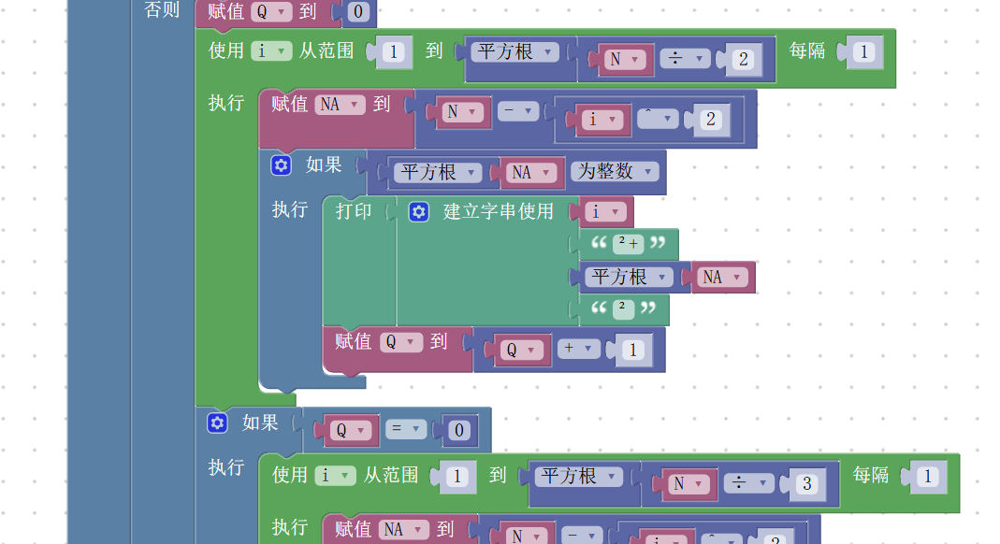 否则 赋值 Q 到 0
使用 i 从范围 1 到 平方根 N ÷ 2 每隔 1
执行 赋值 NA 到 N - i ^ 2
如果 平方根 NA 为整数
执行 打印 建立字串使用 i
“ ²+ ”
平方根 NA
“ ² ”
赋值 Q 到 Q + 1
如果 Q = 0
执行 使用 i 从范围 1 到 平方根 N ÷ 3 每隔 1
执行 赋值 NA 到 N - i ^ 2